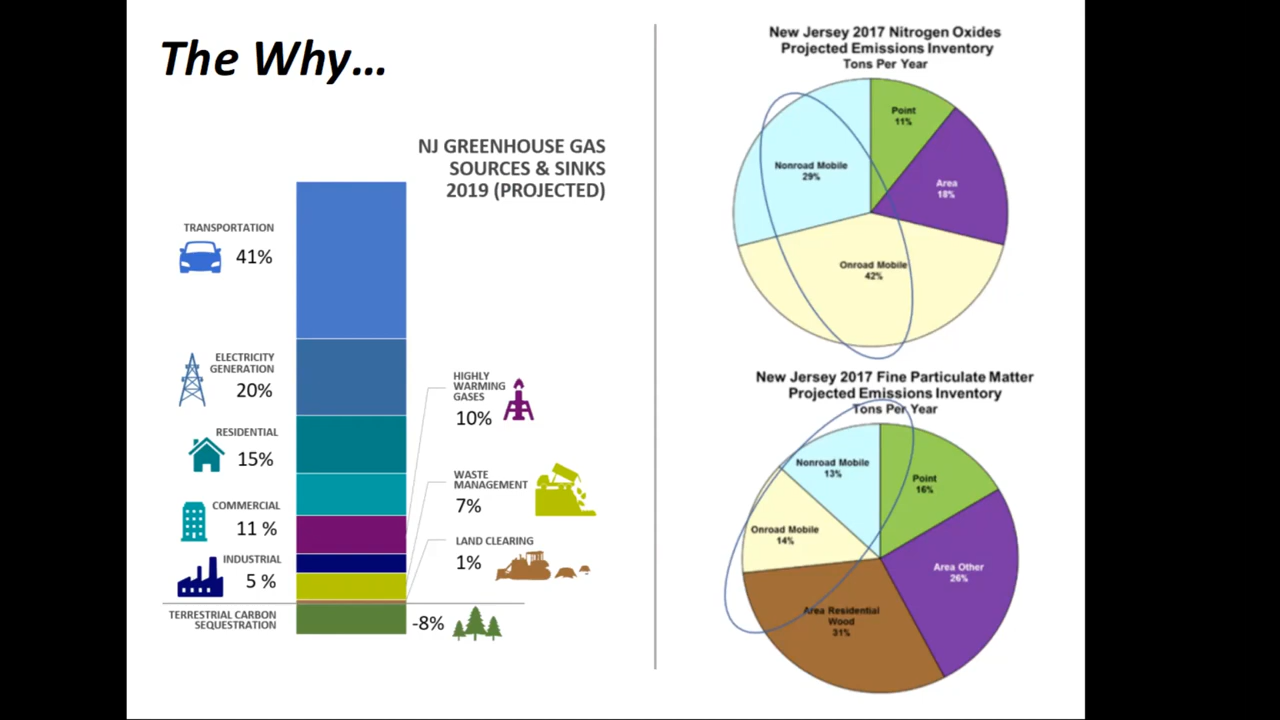 The Why...
NJ GREENHOUSE GAS
SOURCES & SINKS
2019 (PROJECTED)
TRANSPORTATION
41%
ELECTRICITY
GENERATION
20%
RESIDENTIAL
15%
COMMERCIAL
11 %
INDUSTRIAL
5 %
TERRESTRIAL CARBON
SEQUESTRATION
-8%
HIGHLY
WARMING
GASES
10%
WASTE
MANAGEMENT
7%
LAND CLEARING
1%
New Jersey 2017 Nitrogen Oxides
Projected Emissions Inventory
Tons Per Year
Point
11%
Nonroad Mobile
29%
Area
18%
Onroad Mobile
42%
New Jersey 2017 Fine Particulate Matter
Projected Emissions Inventory
Tons Per Year
Nonroad Mobile
13%
Point
16%
Onroad Mobile
14%
Area Other
26%
Area Residential
Wood
31%